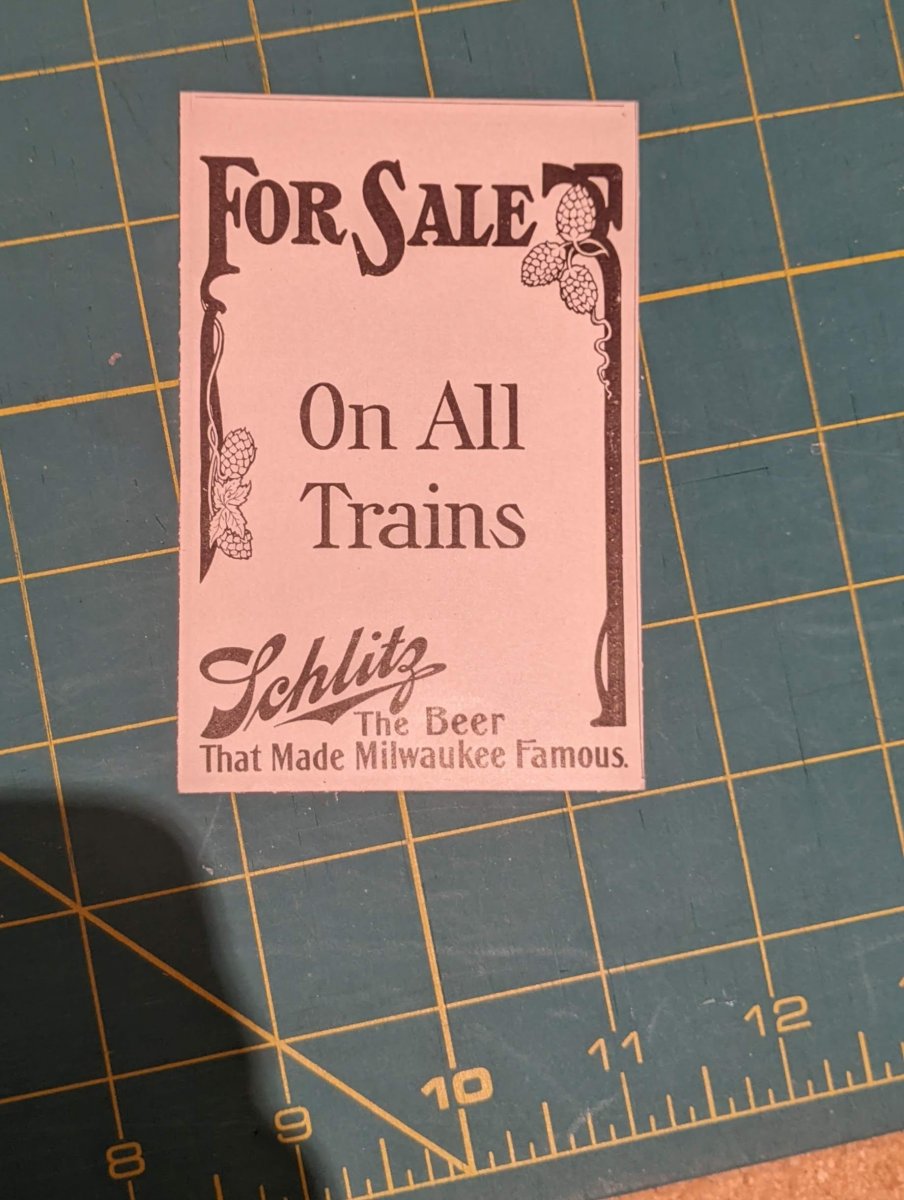 FOR SALE
On All
Trains
Schlitz
The Beer
That Made Milwaukee Famous.
8
9
10
11
12